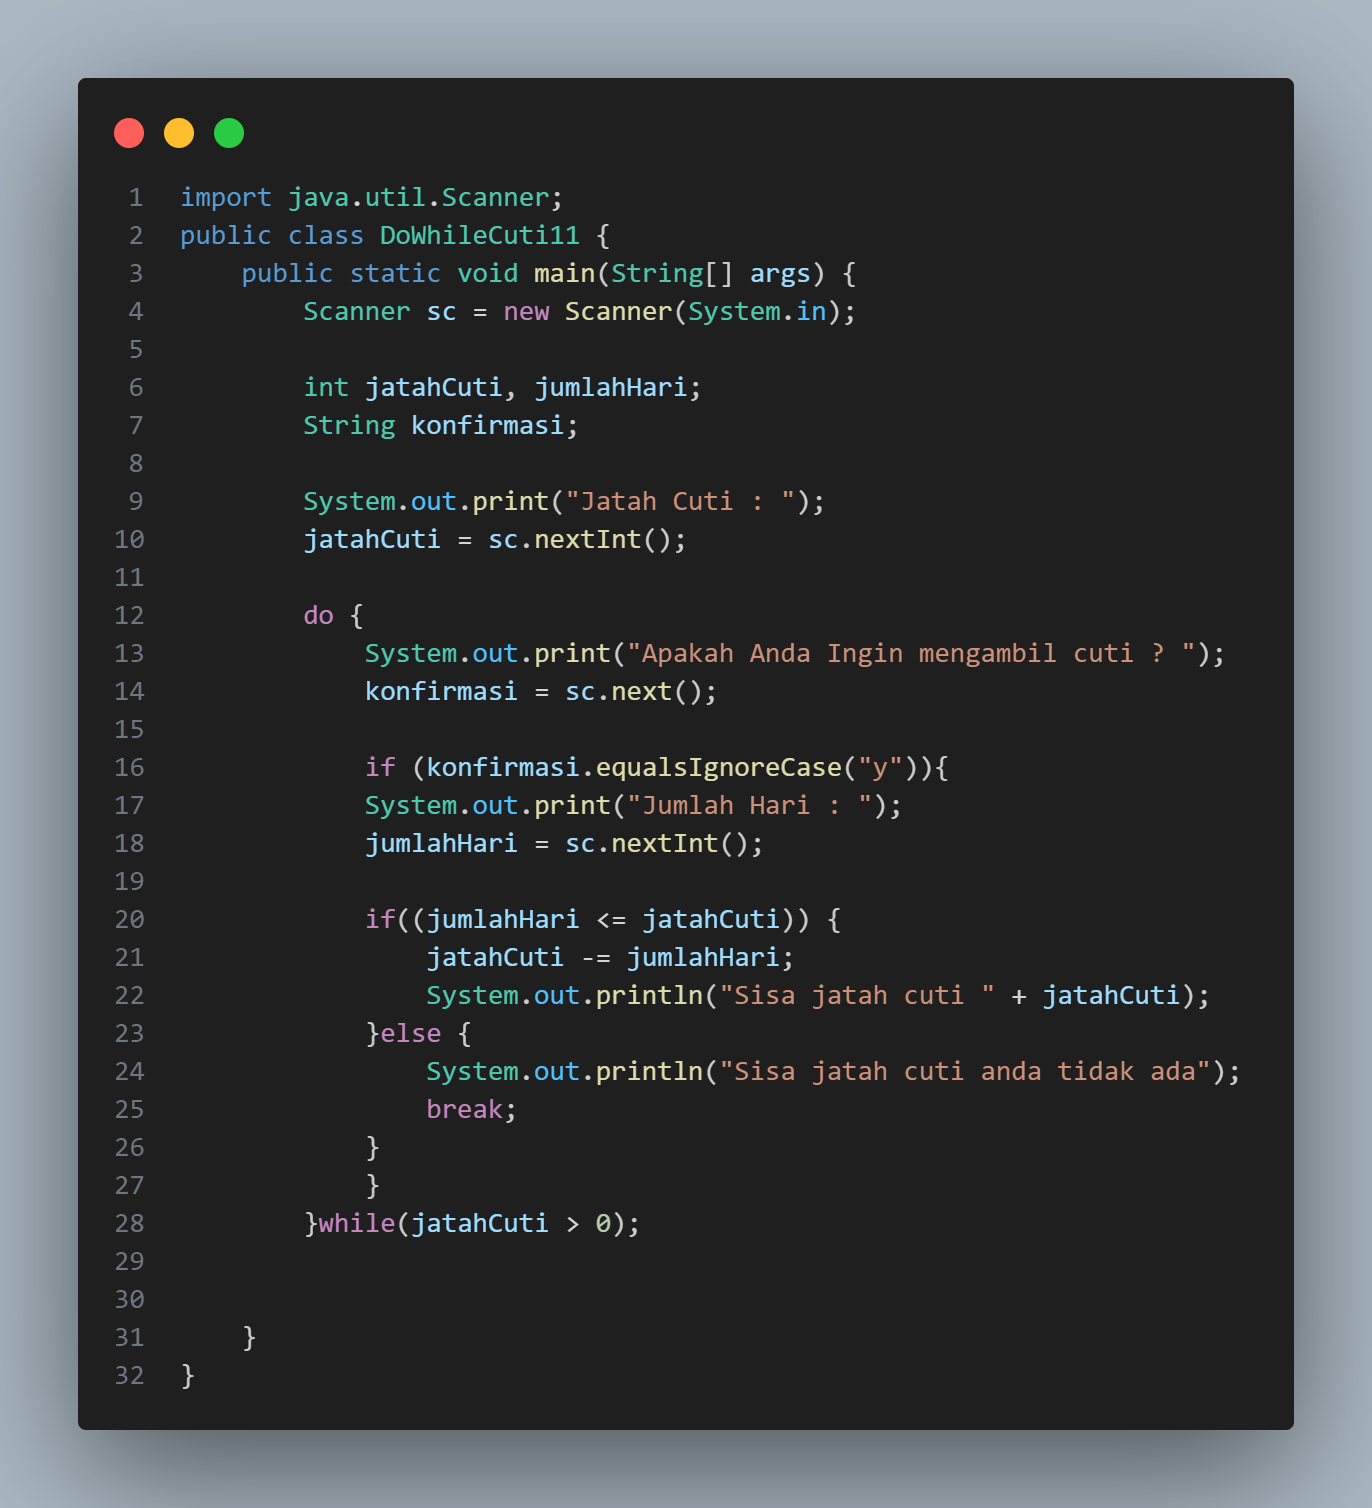 1 import java.util.Scanner;
2 public class DoWhileCuti11 {
3     public static void main(String[] args) {
4         Scanner sc = new Scanner(System.in);
5
6         int jatahCuti, jumlahHari;
7         String konfirmasi;
8
9         System.out.print("Jatah Cuti : ");
10         jatahCuti = sc.nextInt();
11
12         do {
13             System.out.print("Apakah Anda Ingin mengambil cuti ? ");
14             konfirmasi = sc.next();
15
16             if (konfirmasi.equalsIgnoreCase("y")){
17             System.out.print("Jumlah Hari : ");
18             jumlahHari = sc.nextInt();
19
20             if((jumlahHari <= jatahCuti)) {
21                 jatahCuti -= jumlahHari;
22                 System.out.println("Sisa jatah cuti " + jatahCuti);
23             }else {
24                 System.out.println("Sisa jatah cuti anda tidak ada");
25                 break;
26             }
27             }
28         }while(jatahCuti > 0);
29
30
31     }
32 }